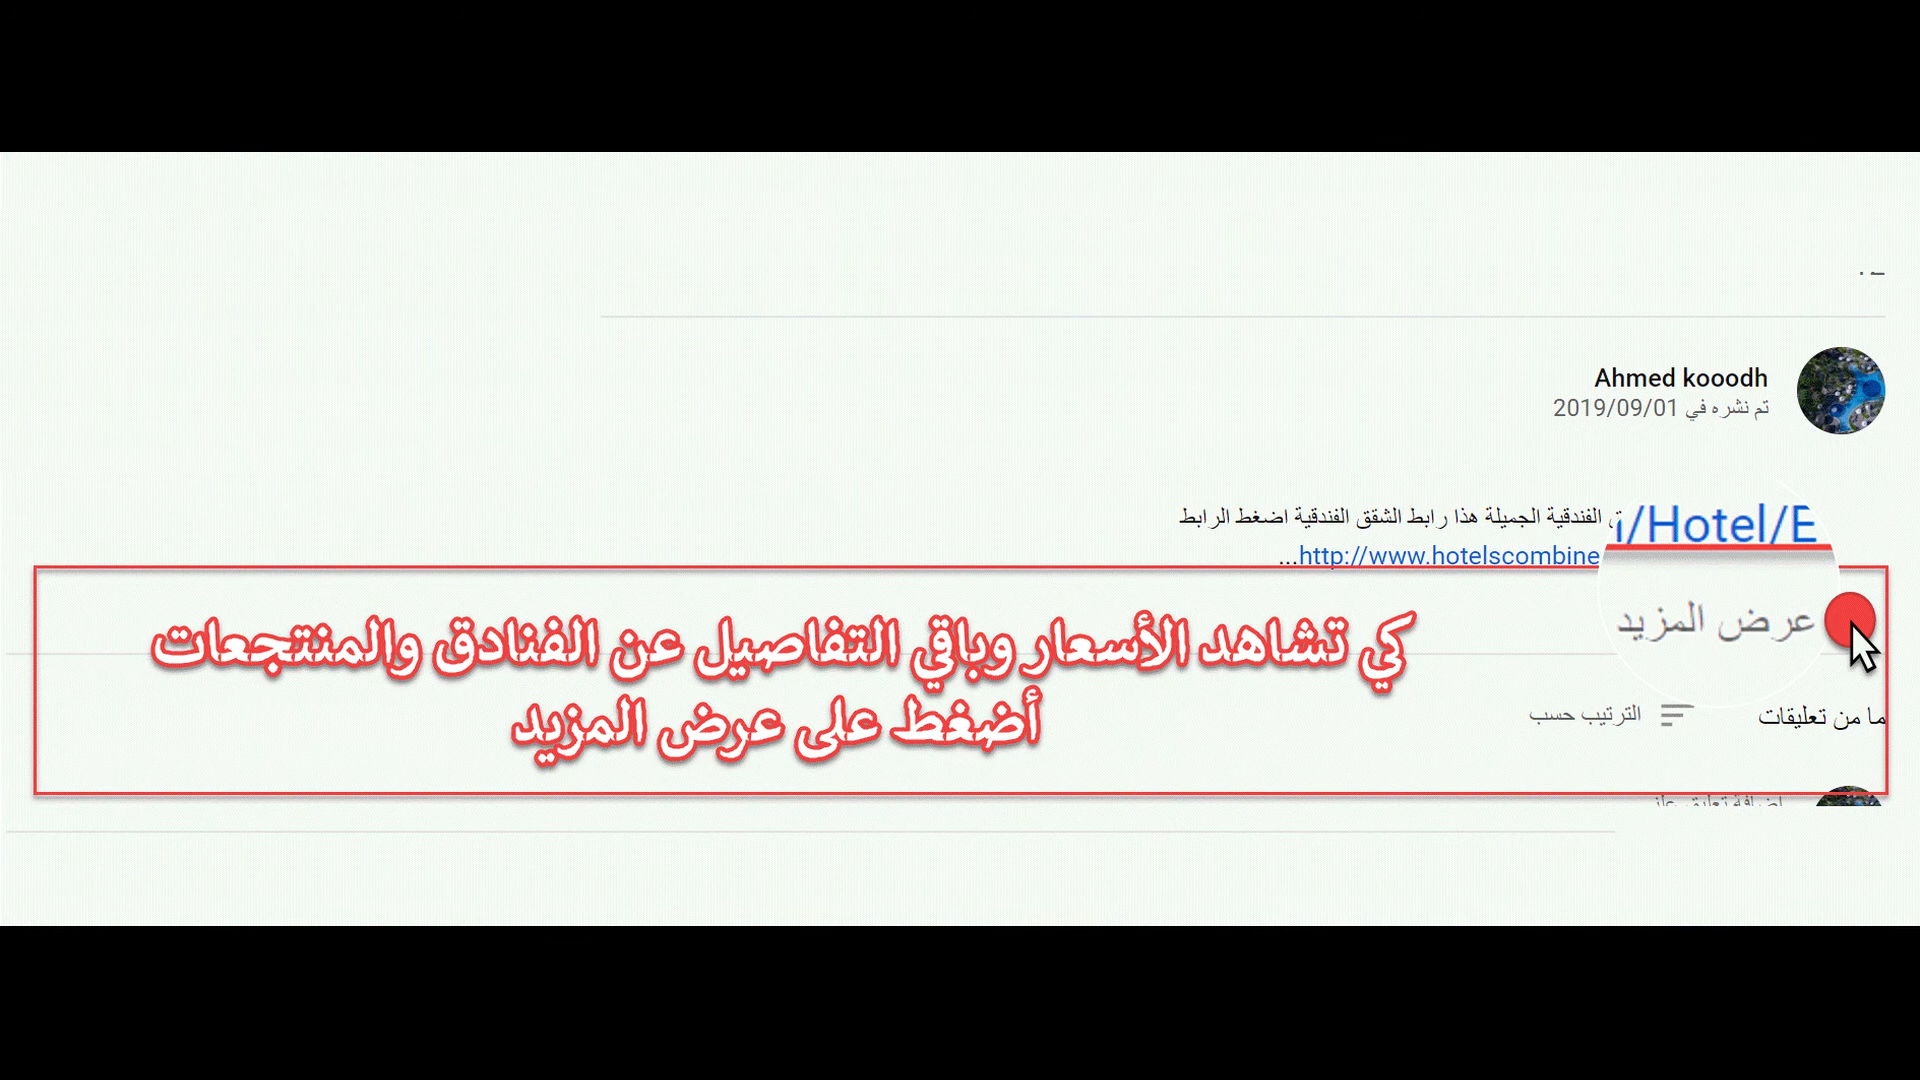 Ahmed kooodh
تم نشره في 2019/09/01
الفندقية الجميلة هذا رابط الشقق الفندقية اضغط الرابط
/Hotel/E
http://www.hotelscombine...
عرض المزيد
كي تشاهد الأسعار وباقي التفاصيل عن الفنادق والمنتجعات
أضغط على عرض المزيد
ما من تعليقات
الترتيب حسب